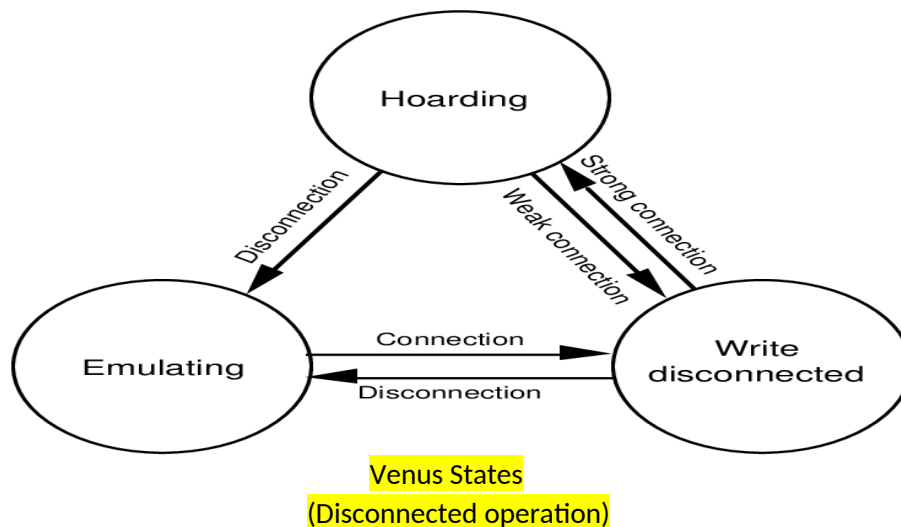 Hoarding
Disconnection
Weak connection
Strong connection
Emulating
Connection
Disconnection
Write
disconnected
Venus States
(Disconnected operation)